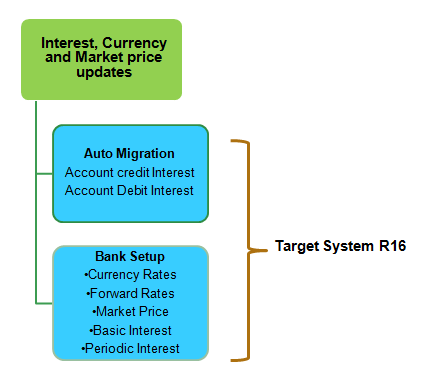 Interest, Currency
and Market price
updates
Auto Migration
Account credit Interest
Account Debit Interest
Bank Setup
•Currency Rates
•Forward Rates
•Market Price
•Basic Interest
•Periodic Interest
Target System R16